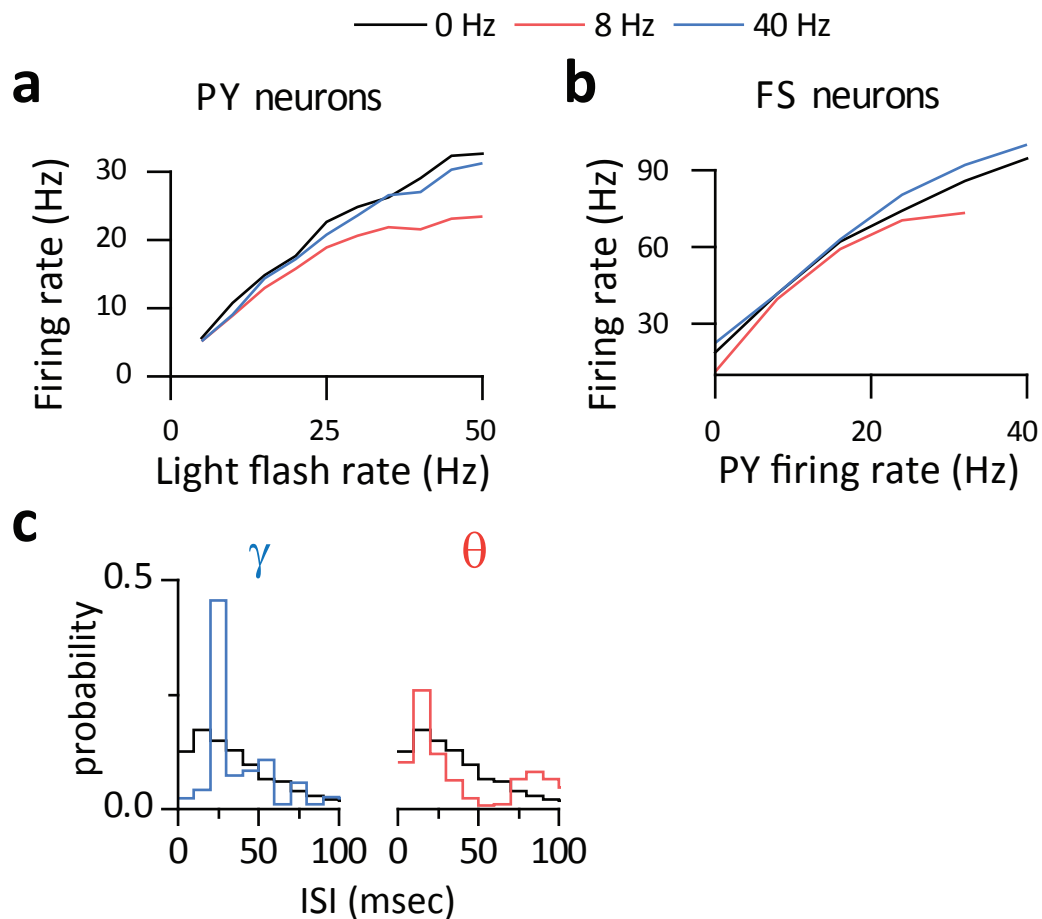 0 Hz 8 Hz 40 Hz
a
PY neurons
Firing rate (Hz)
30
20
10
0
0 25 50
Light flash rate (Hz)
b
FS neurons
Firing rate (Hz)
90
60
30
0 20 40
PY firing rate (Hz)
c
γ θ
probability
0.5
0.0
0 50 100 0 50 100
ISI (msec)